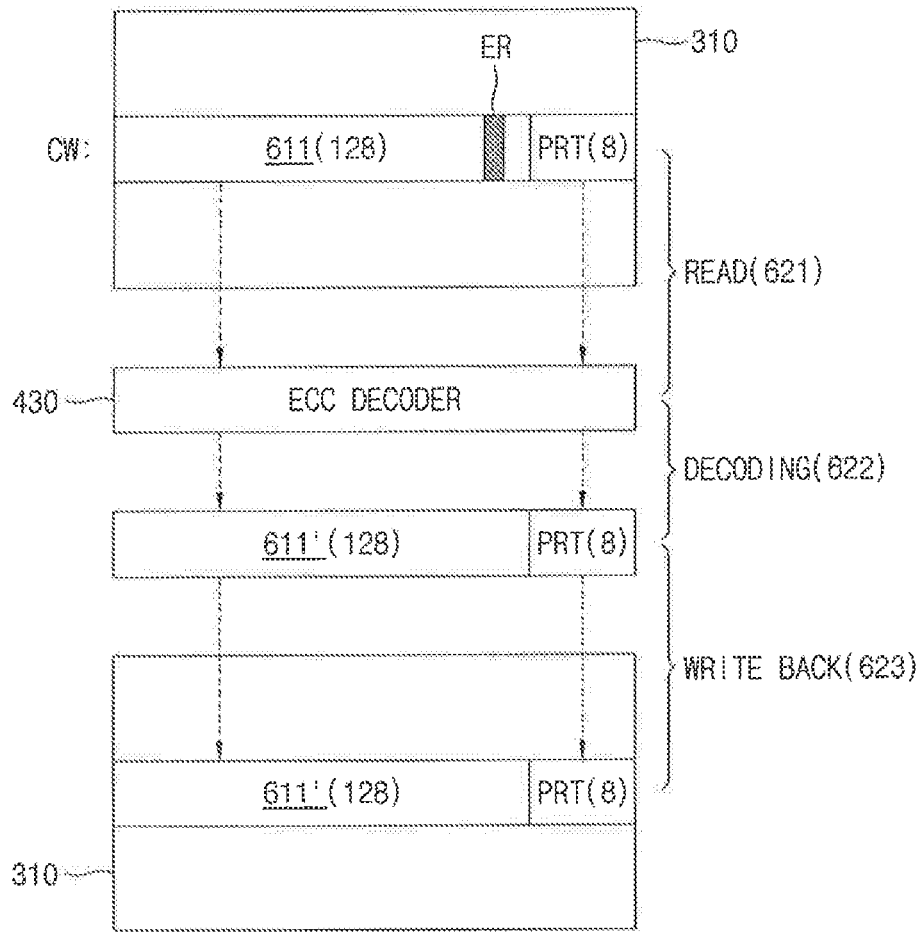 310
ER
CW:
611(128)
PRT(8)
READ(621)
430
ECC DECODER
DECODING(622)
611'(128)
PRT(8)
WRITE BACK(623)
611'(128)
PRT(8)
310